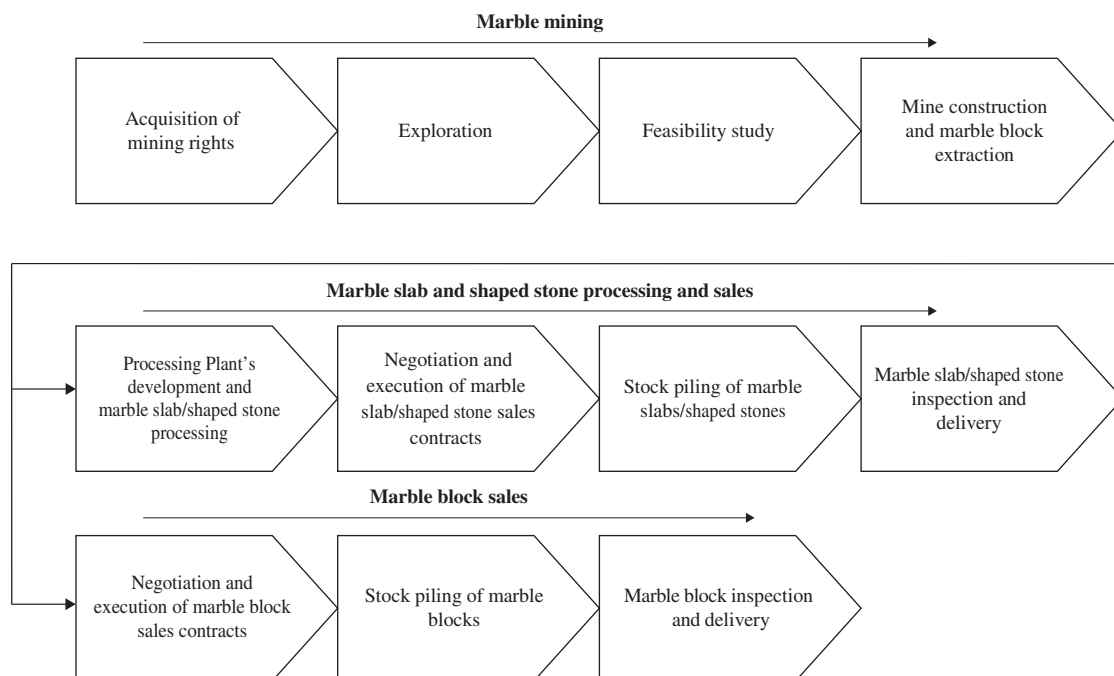 Marble mining
Acquisition of
mining rights
Exploration
Feasibility study
Mine construction
and marble block
extraction
Marble slab and shaped stone processing and sales
Processing Plant’s
development and
marble slab/shaped stone
processing
Negotiation and
execution of marble
slab/shaped stone sales
contracts
Stock piling of marble
slabs/shaped stones
Marble slab/shaped stone
inspection and
delivery
Marble block sales
Negotiation and
execution of marble block
sales contracts
Stock piling of marble
blocks
Marble block inspection
and delivery